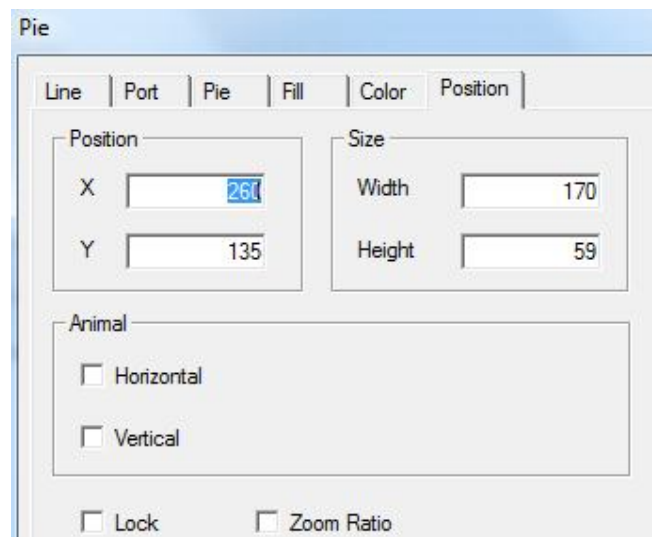 Pie
Line Port Pie Fill Color Position
Position
X 260
Y 135
Size
Width 170
Height 59
Animal
Horizontal
Vertical
Lock Zoom Ratio